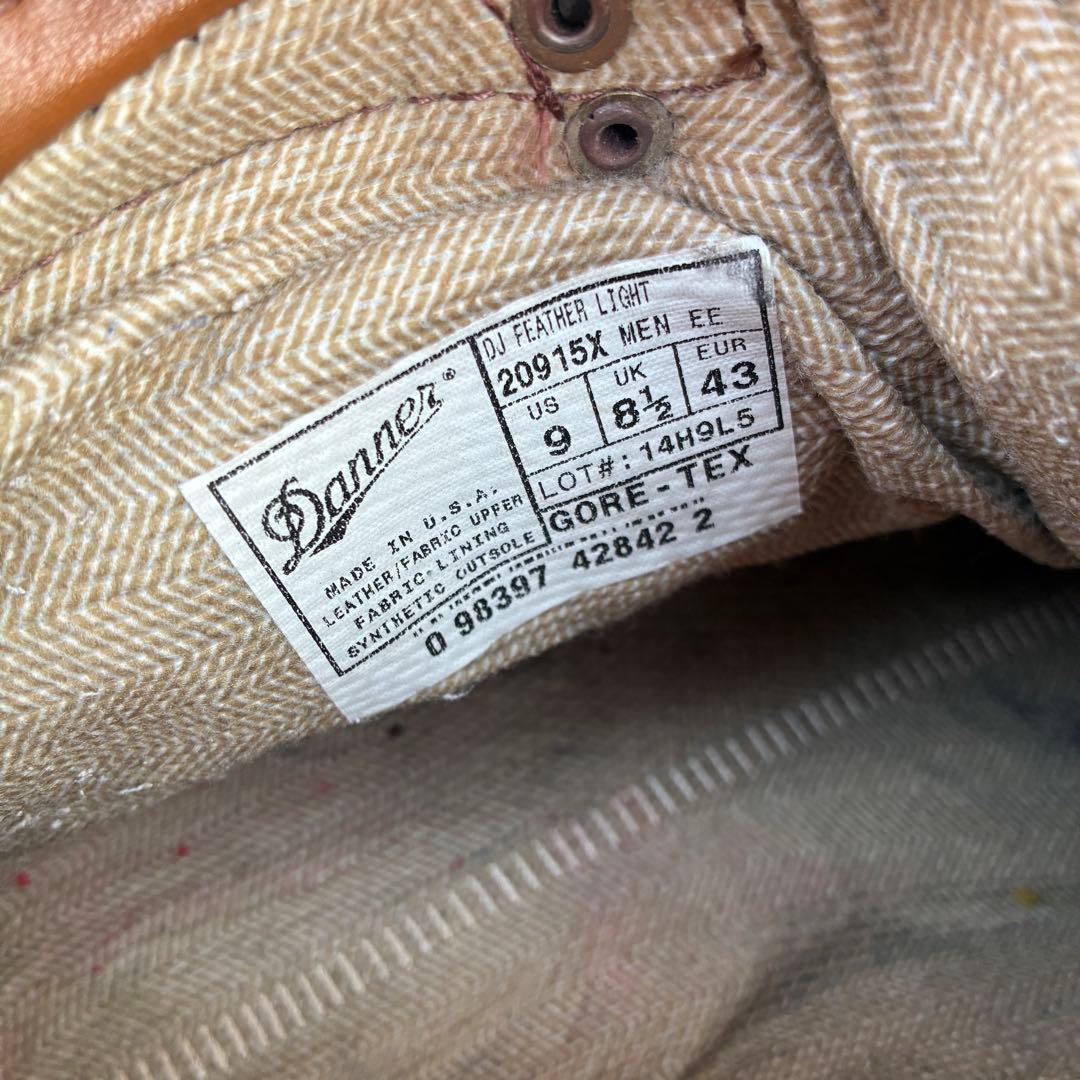 Danner®
MADE IN U.S.A.
LEATHER/FABRIC UPPER
FABRIC LINING
SYNTHETIC OUTSOLE
DJ FEATHER LIGHT
20915X MEN EE
US UK EUR
9 8½ 43
LOT#:14H9L5
GORE-TEX
0 98397 42842 2